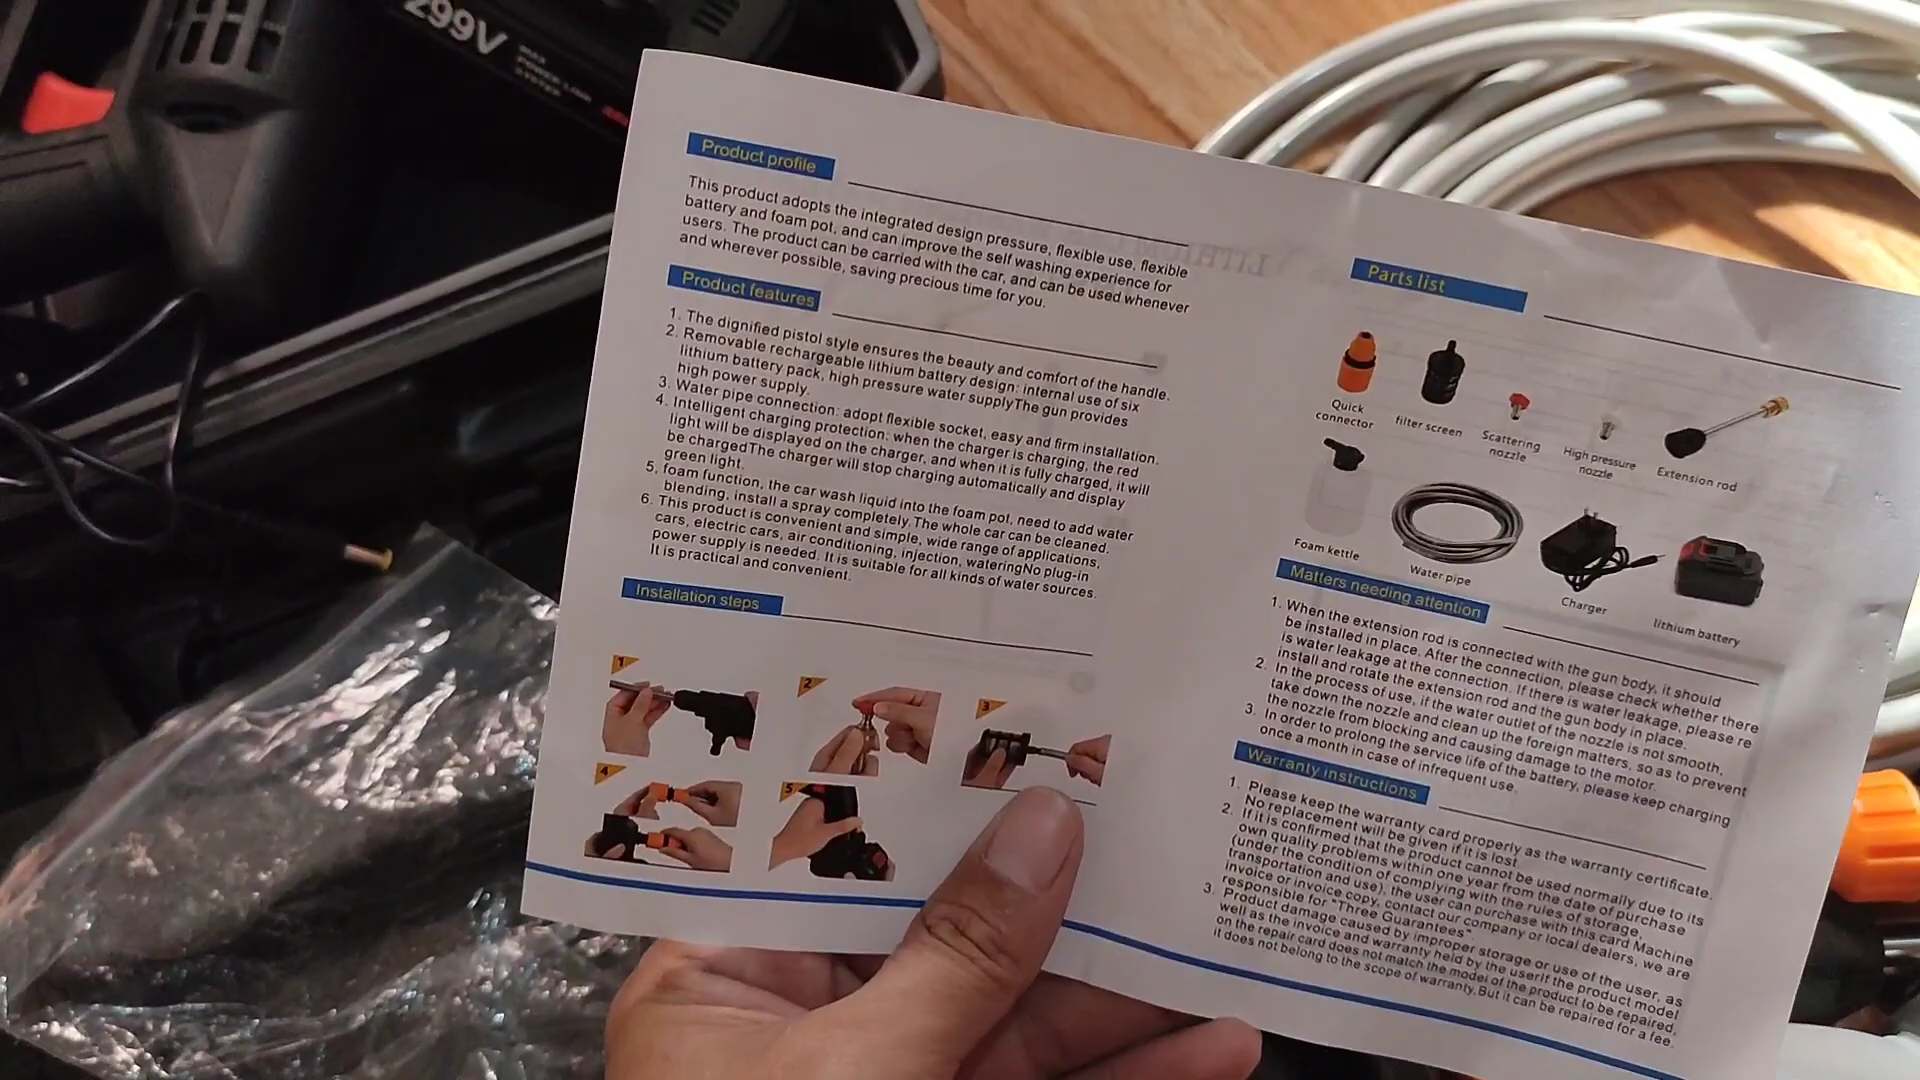 299V
MAX
POWER LION
SYSTEM
Product profile
This product adopts the integrated design pressure, flexible use, flexible
battery and foam pot, and can improve the self washing experience for
users. The product can be carried with the car, and can be used whenever
and wherever possible, saving precious time for you.
Product features
1. The dignified pistol style ensures the beauty and comfort of the handle.
2. Removable rechargeable lithium battery design: internal use of six
lithium battery pack, high pressure water supplyThe gun provides
high power supply.
3. Water pipe connection: adopt flexible socket, easy and firm installation.
4. Intelligent charging protection: when the charger is charging, the red
light will be displayed on the charger, and when it is fully charged, it will
be chargedThe charger will stop charging automatically and display
green light.
5. foam function, the car wash liquid into the foam pot, need to add water
blending, install a spray completely.The whole car can be cleaned.
6. This product is convenient and simple, wide range of applications,
cars, electric cars, air conditioning, injection, wateringNo plug-in
power supply is needed. It is suitable for all kinds of water sources.
It is practical and convenient.
Installation steps
1
2
3
4
5
Parts list
Quick
connector
filter screen
Scattering
nozzle
High pressure
nozzle
Extension rod
Foam kettle
Water pipe
Charger
lithium battery
Matters needing attention
1. When the extension rod is connected with the gun body, it should
be installed in place. After the connection, please check whether there
is water leakage at the connection. If there is water leakage, please re
install and rotate the extension rod and the gun body in place.
2. In the process of use, if the water outlet of the nozzle is not smooth,
take down the nozzle and clean up the foreign matters, so as to prevent
the nozzle from blocking and causing damage to the motor.
3. In order to prolong the service life of the battery, please keep charging
once a month in case of infrequent use.
Warranty instructions
1. Please keep the warranty card properly as the warranty certificate.
No replacement will be given if it is lost.
2. If it is confirmed that the product cannot be used normally due to its
own quality problems within one year from the date of purchase
(under the condition of complying with the rules of storage,
transportation and use), the user can purchase with this card Machine
invoice or invoice copy, contact our company or local dealers, we are
responsible for "Three Guarantees".
3. Product damage caused by improper storage or use of the user, as
well as the invoice and warranty held by the userIf the product model
on the repair card does not match the model of the product to be repaired,
it does not belong to the scope of warranty.But it can be repaired for a fee.